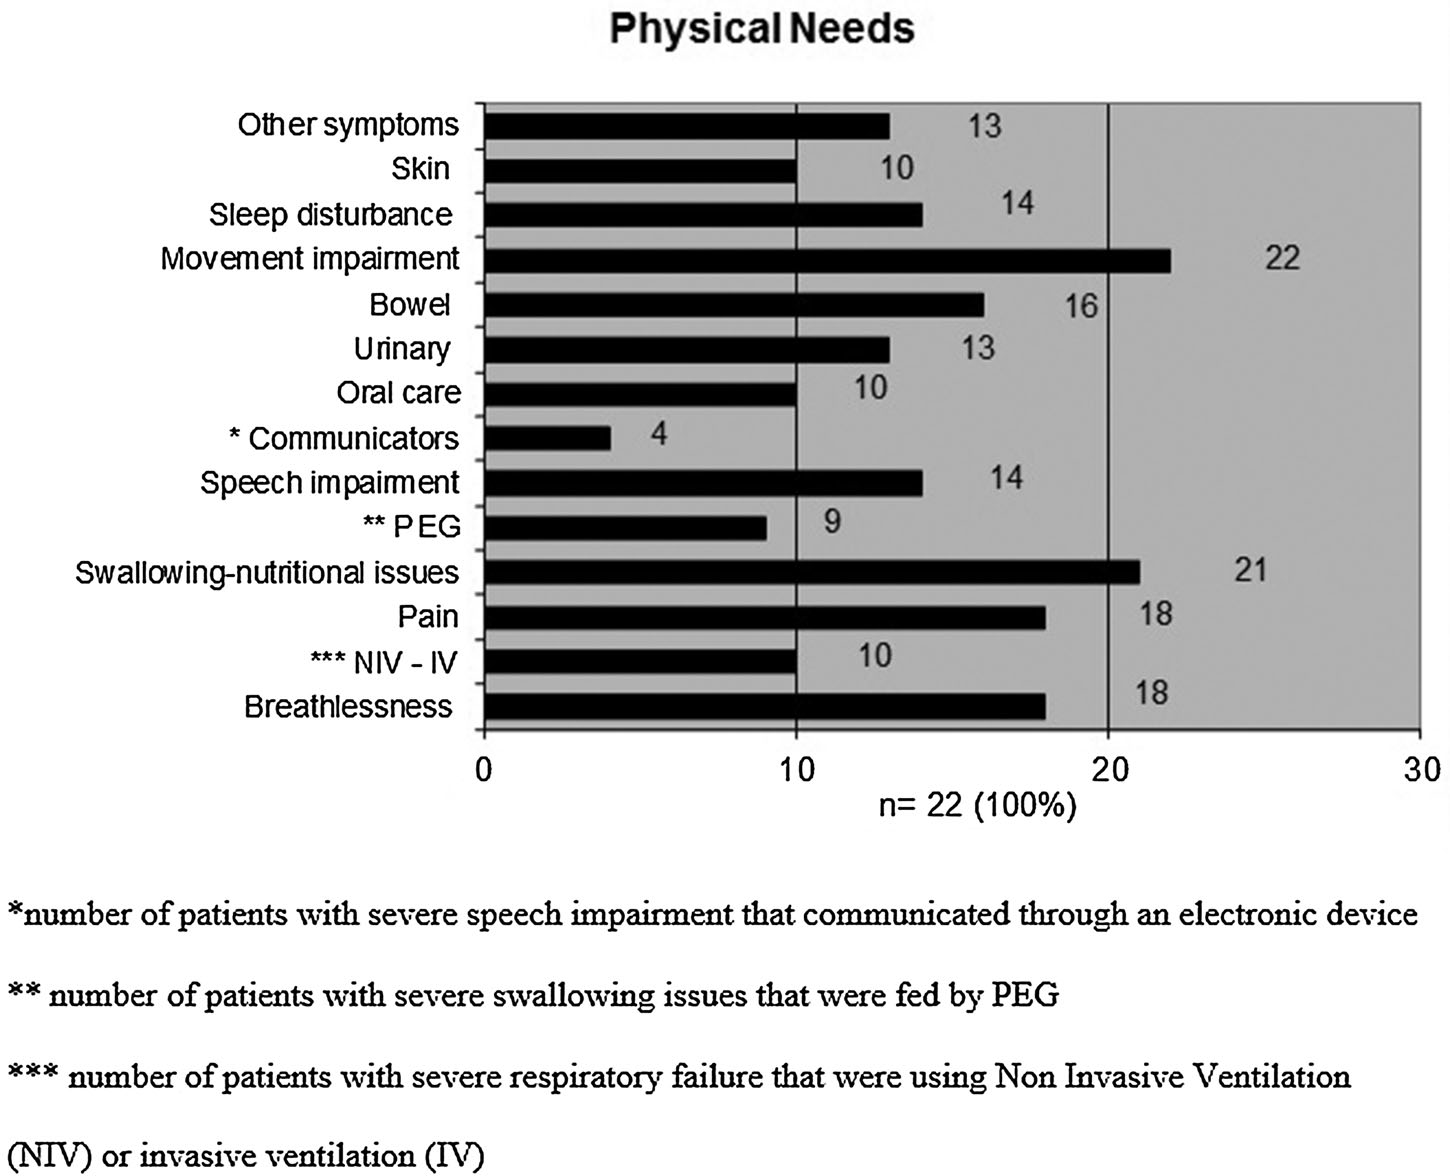 Physical Needs
Other symptoms 13
Skin 10
Sleep disturbance 14
Movement impairment 22
Bowel 16
Urinary 13
Oral care 10
* Communicators 4
Speech impairment 14
** PEG 9
Swallowing-nutritional issues 21
Pain 18
*** NIV - IV 10
Breathlessness 18
0 10 20 30
n= 22 (100%)
*number of patients with severe speech impairment that communicated through an electronic device
** number of patients with severe swallowing issues that were fed by PEG
*** number of patients with severe respiratory failure that were using Non Invasive Ventilation
(NIV) or invasive ventilation (IV)